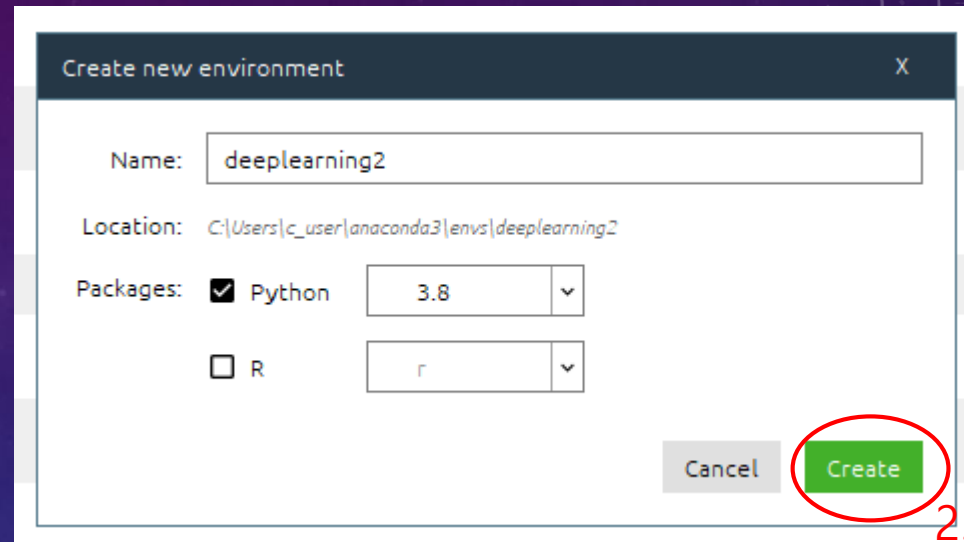 Create new environment X
Name: deeplearning2
Location: C:\Users\c_user\anaconda3\envs\deeplearning2
Packages: Python 3.8
R r
Cancel Create
2.